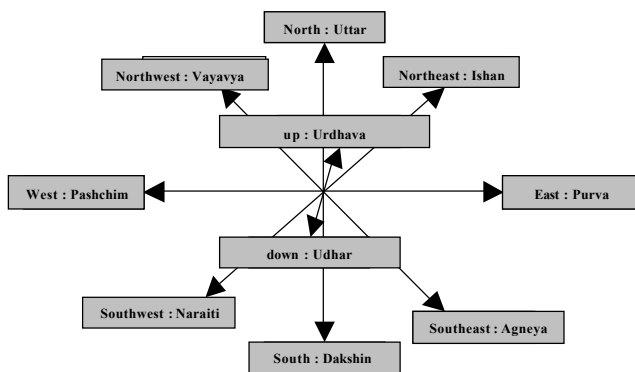 North : Uttar
Northwest : Vayavya
Northeast : Ishan
up : Urdhava
West : Pashchim
East : Purva
down : Udhar
Southwest : Naraiti
Southeast : Agneya
South : Dakshin